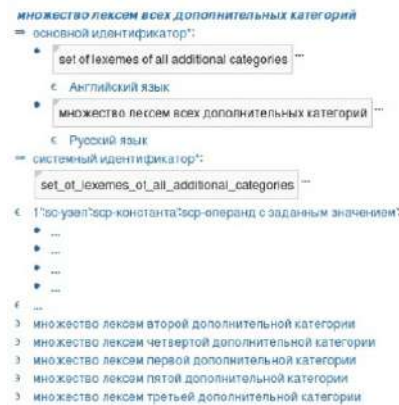 множество лексем всех дополнительных категорий
= основной идентификатор*:
• set of lexemes of all additional categories ...
є Английский язык
• множество лексем всех дополнительных категорий ...
є Русский язык
= системный идентификатор*:
set_of_lexemes_of_all_additional_categories ...
є 1'sc-узел'scp-константа'scp-операнд с заданным значением'
• ...
• ...
• ...
• ...
є ...
э множество лексем второй дополнительной категории
э множество лексем четвертой дополнительной категории
э множество лексем первой дополнительной категории
э множество лексем пятой дополнительной категории
э множество лексем третьей дополнительной категории